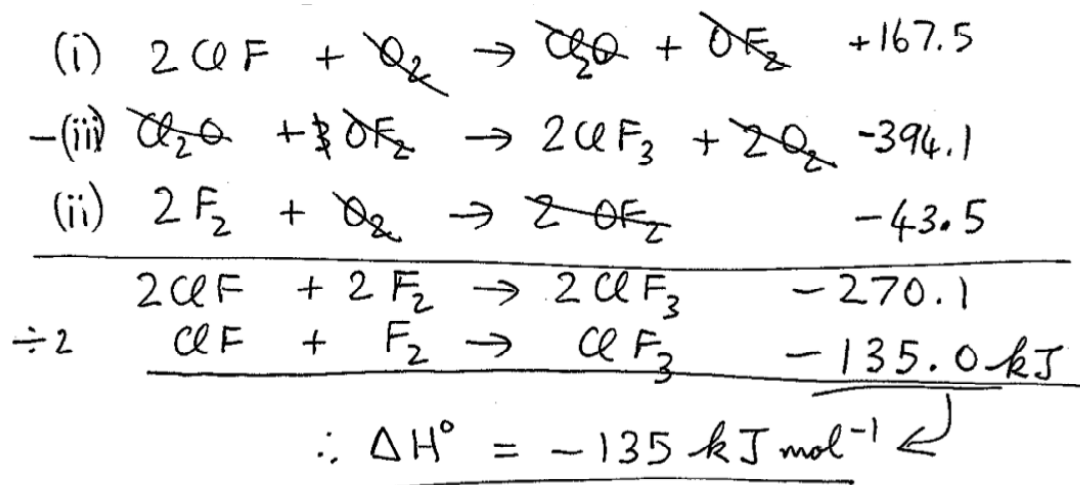 (i) 2ClF + O₂ → Cl₂O + OF₂ +167.5
-(iii) Cl₂O + 3OF₂ → 2ClF₃ + 2O₂ -394.1
(ii) 2F₂ + O₂ → 2OF₂ -43.5
2ClF + 2F₂ → 2ClF₃ -270.1
÷2 ClF + F₂ → ClF₃ -135.0 kJ
∴ ΔH° = -135 kJ mol⁻¹